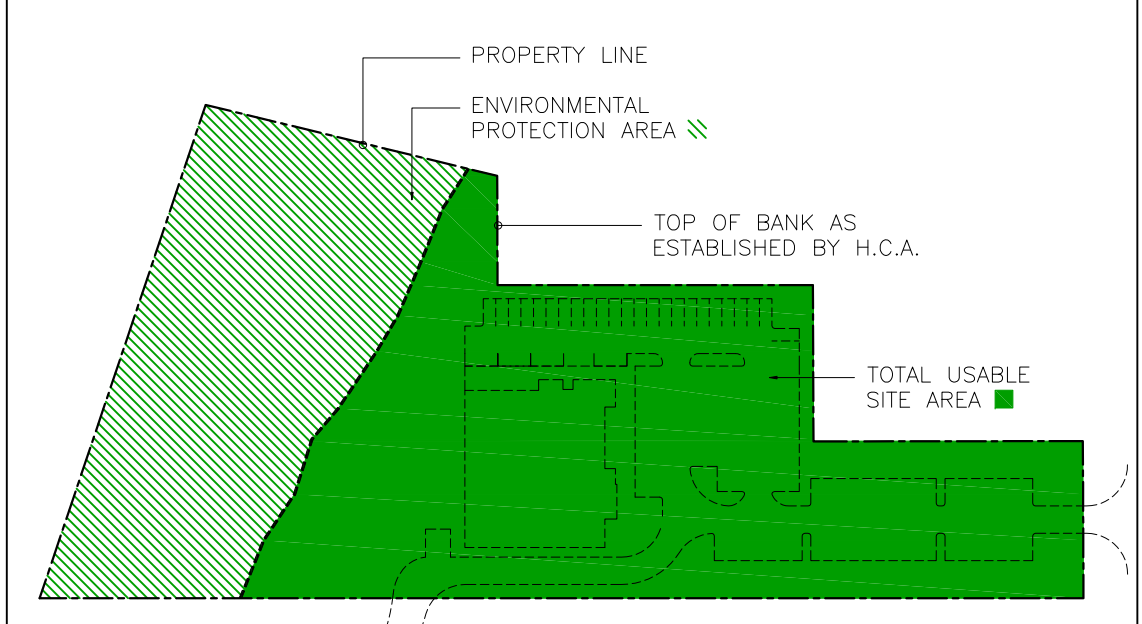 PROPERTY LINE
ENVIRONMENTAL
PROTECTION AREA
TOP OF BANK AS
ESTABLISHED BY H.C.A.
TOTAL USABLE
SITE AREA